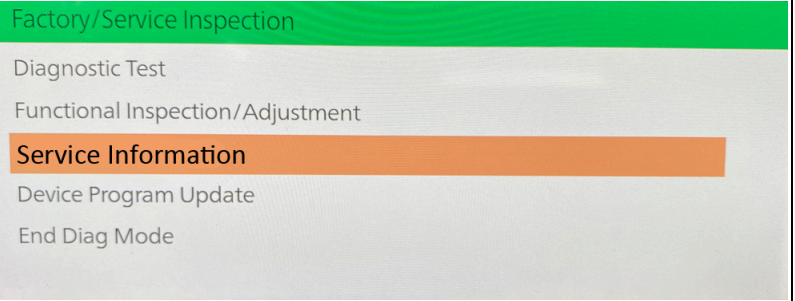 Factory/Service Inspection
Diagnostic Test
Functional Inspection/Adjustment
Service Information
Device Program Update
End Diag Mode